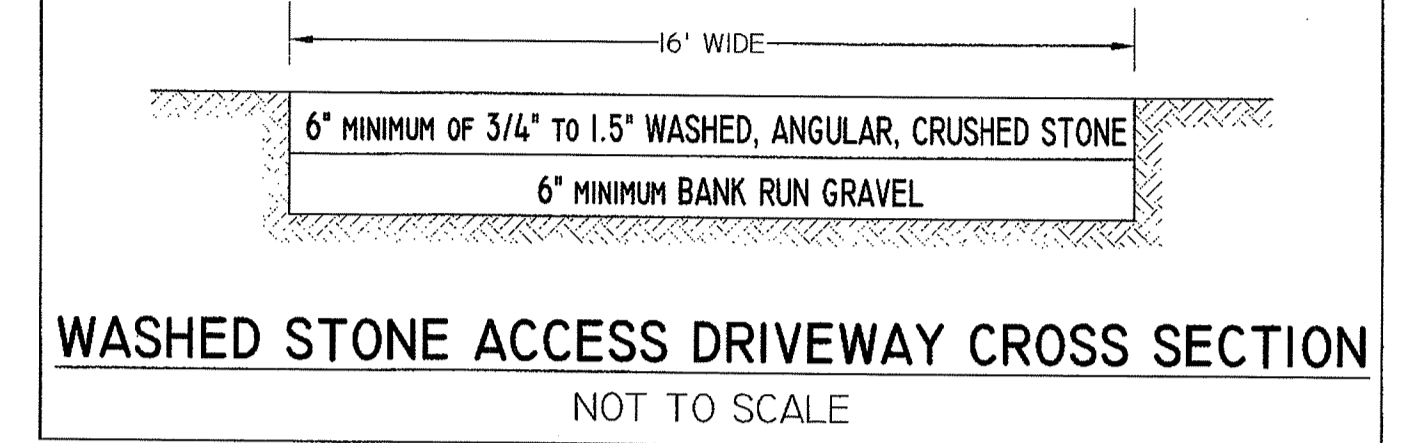 16' WIDE
6" MINIMUM OF 3/4" TO 1.5" WASHED, ANGULAR, CRUSHED STONE
6" MINIMUM BANK RUN GRAVEL
WASHED STONE ACCESS DRIVEWAY CROSS SECTION
NOT TO SCALE